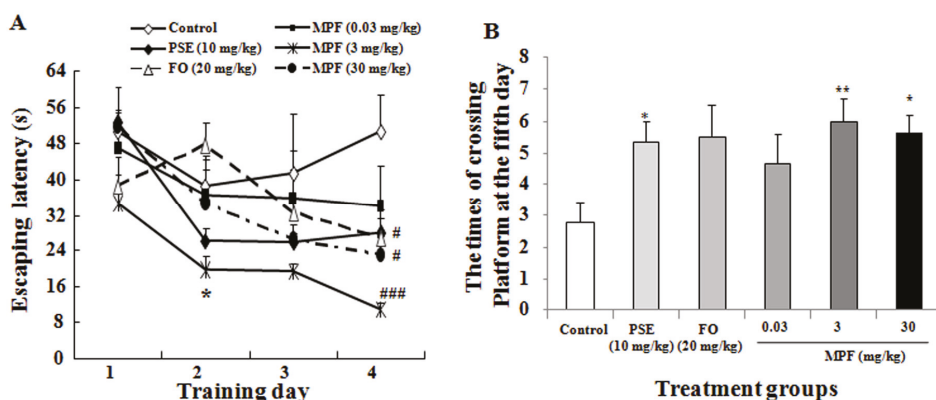 A
Control
MPF (0.03 mg/kg)
PSE (10 mg/kg)
MPF (3 mg/kg)
FO (20 mg/kg)
MPF (30 mg/kg)
Escaping latency (s)
64
56
48
40
32
24
16
8
0
#
#
###
*
1 2 3 4
Training day
B
The times of crossing
Platform at the fifth day
9
8
7
6
5
4
3
2
1
0
*
**
*
Control PSE FO 0.03 3 30
(10 mg/kg) (20 mg/kg)
MPF (mg/kg)
Treatment groups